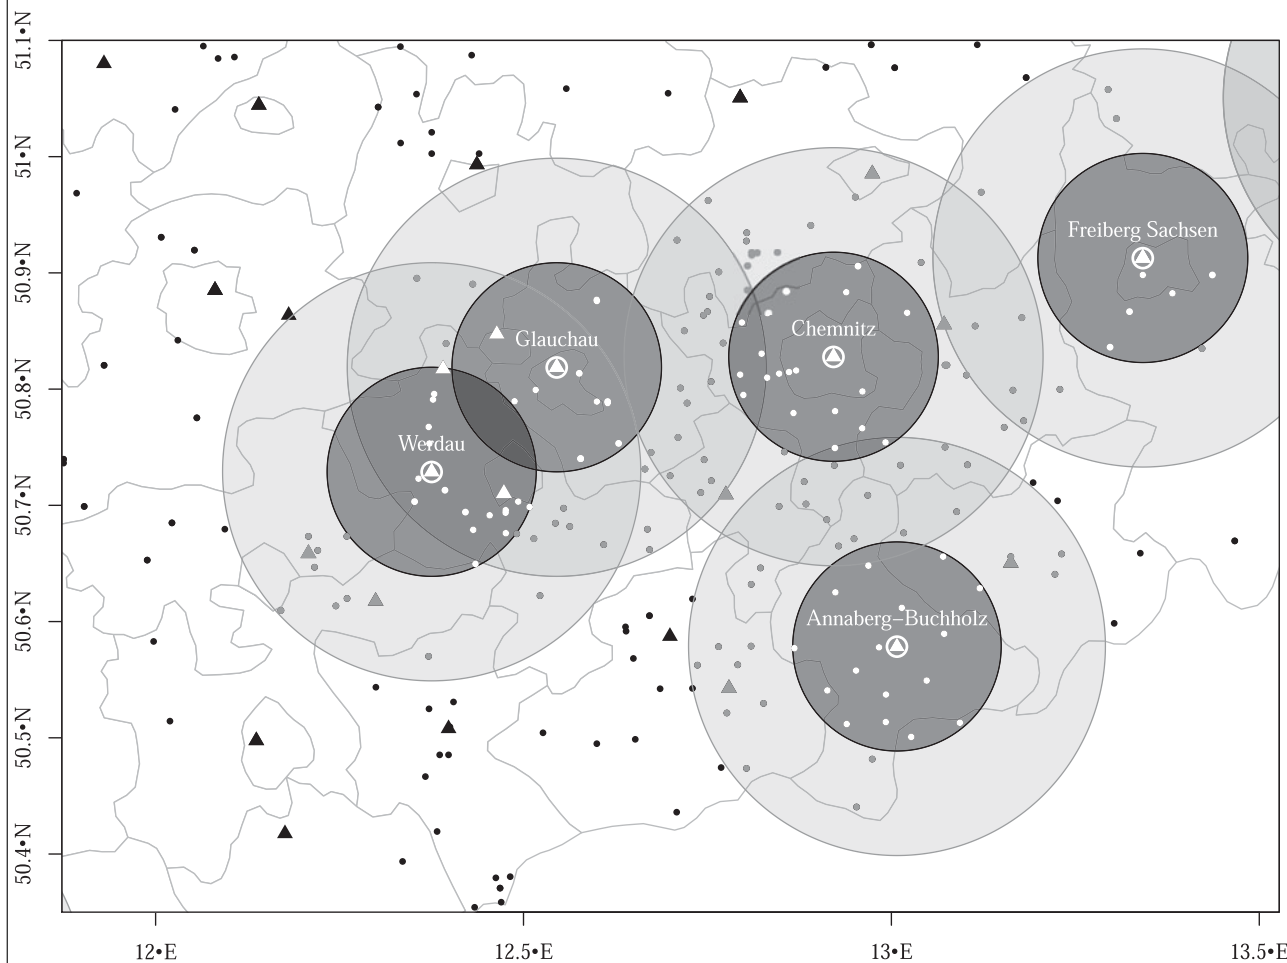 51.1•N
51•N
50.9•N
50.8•N
50.7•N
50.6•N
50.5•N
50.4•N
Freiberg Sachsen
Chemnitz
Glauchau
Werdau
Annaberg–Buchholz
12•E
12.5•E
13•E
13.5•E